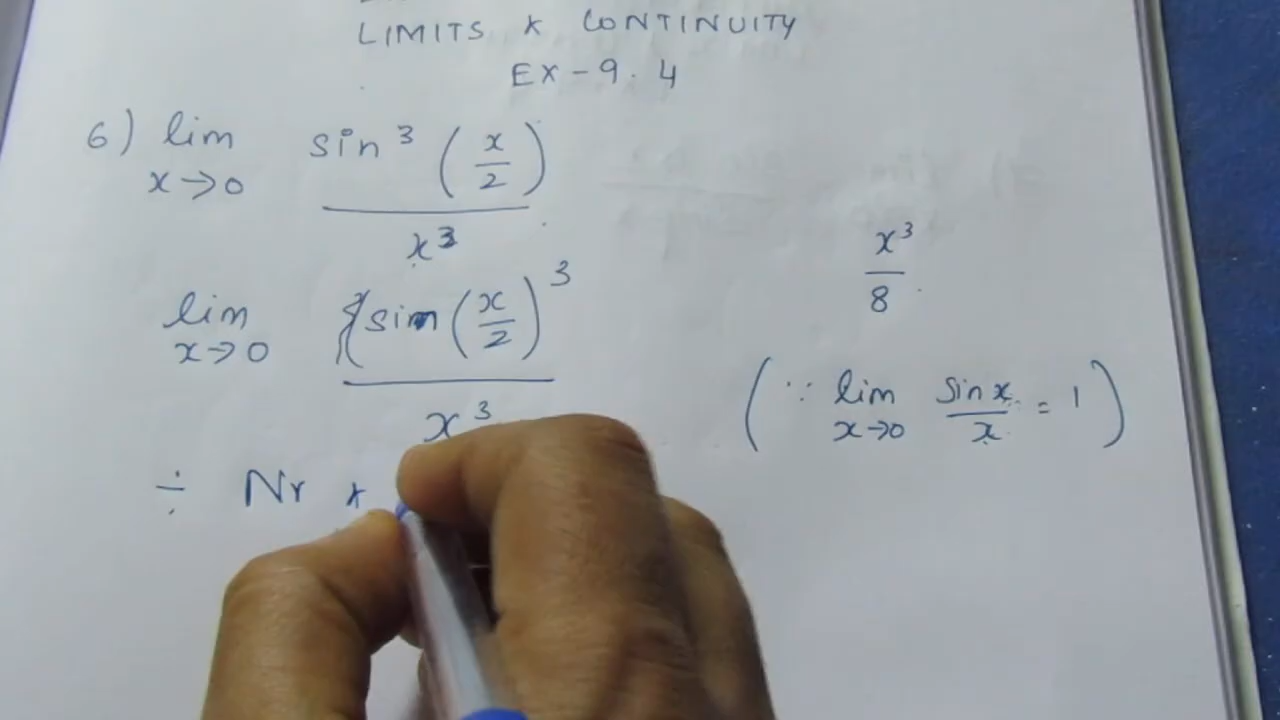 LIMITS & CONTINUITY
EX-9.4
6) lim x→0 sin³ (x/2) / x³
lim x→0 {sin (x/2)³ / x³
x³/8
(∵ lim x→0 sin x / x = 1)
÷ Nr &